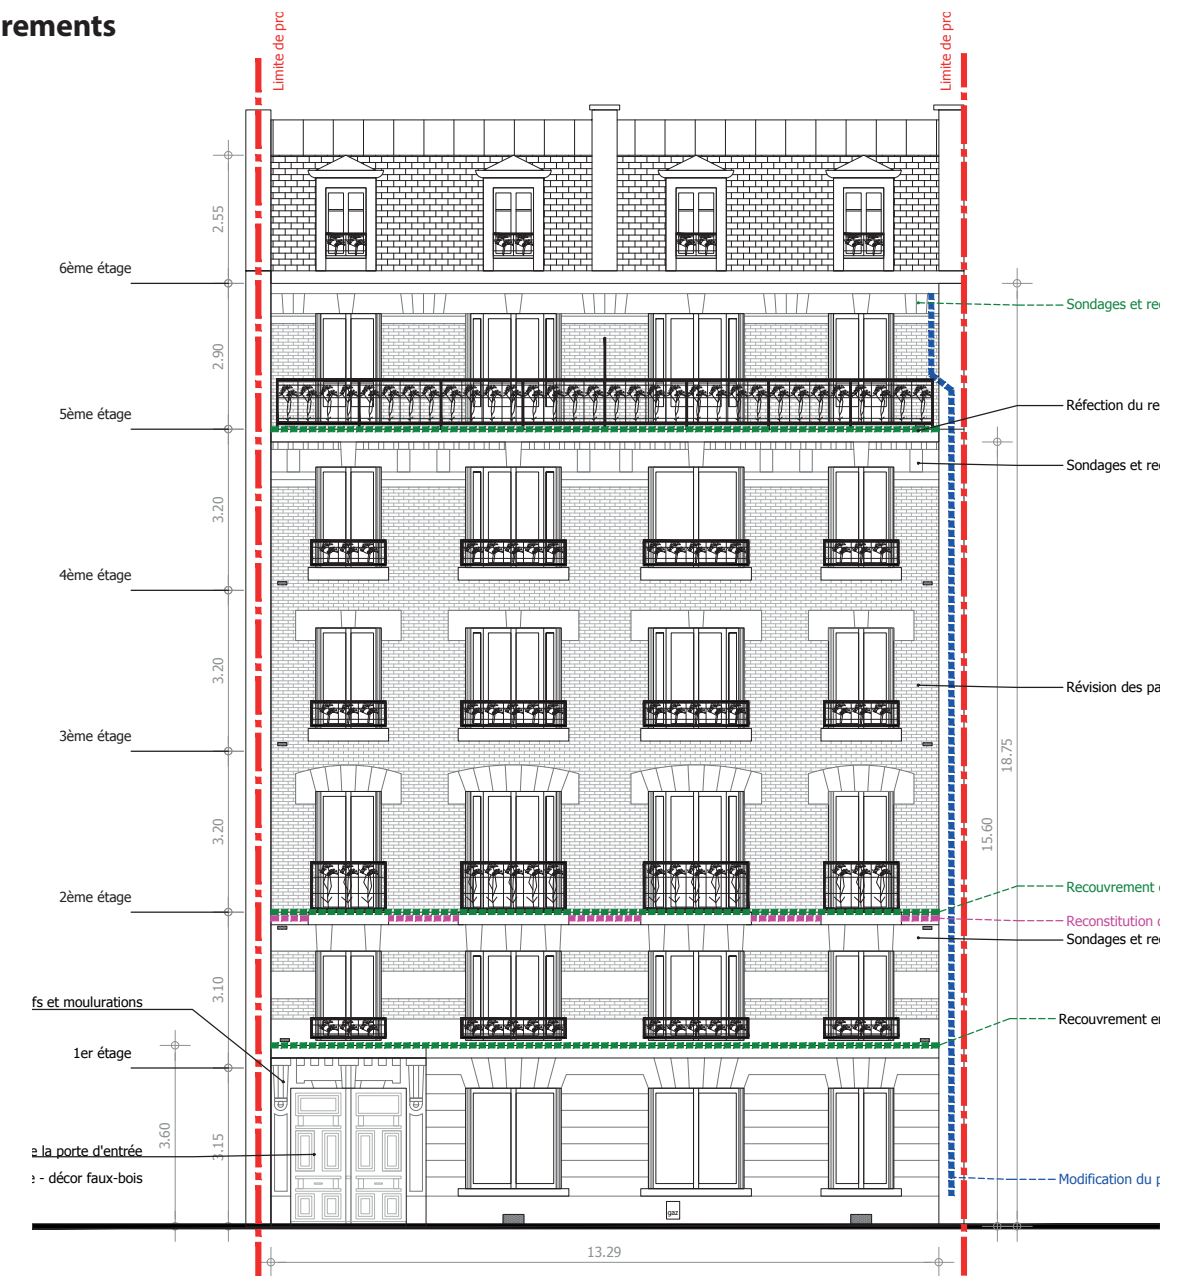 rements
Limite de pro
Limite de pro
2.55
6ème étage
Sondages et re
2.90
Réfection du re
5ème étage
Sondages et re
3.20
4ème étage
3.20
Révision des pa
3ème étage
18.75
15.60
3.20
Recouvrement
2ème étage
Reconstitution
Sondages et re
3.10
fs et moulurations
Recouvrement e
1er étage
3.60
3.15
e la porte d'entrée
- décor faux-bois
Modification du p
gaz
13.29